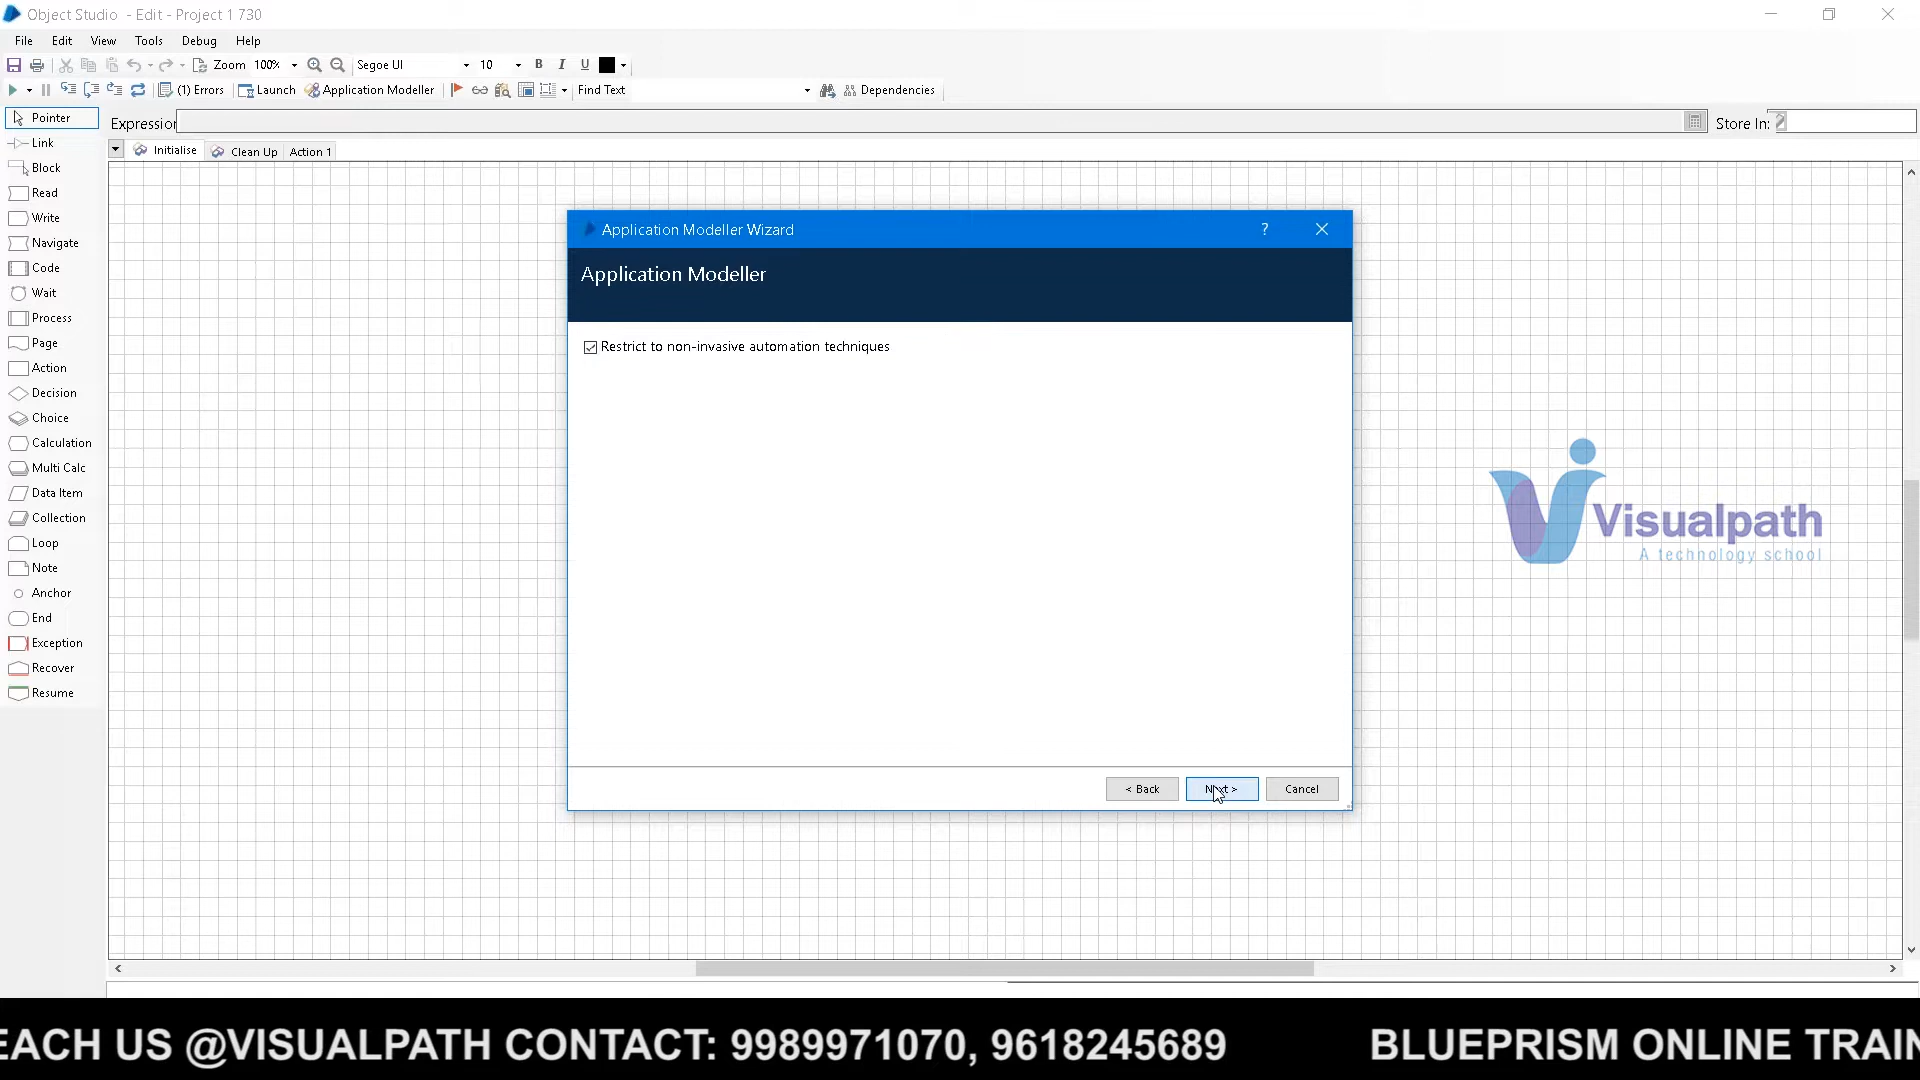 Object Studio - Edit - Project 1 730
File Edit View Tools Debug Help
Zoom 100% Segoe UI 10 B I U
(1) Errors Launch Application Modeller Find Text Dependencies
Pointer
Expression Store In:
Link
Initialise Clean Up Action 1
Block
Read
Write
Navigate
Code
Wait
Process
Page
Action
Decision
Choice
Calculation
Multi Calc
Data Item
Collection
Loop
Note
Anchor
End
Exception
Recover
Resume
Application Modeller Wizard ?
Application Modeller
Restrict to non-invasive automation techniques
< Back Next > Cancel
Visualpath
A technology school
EACH US @VISUALPATH CONTACT: 9989971070, 9618245689 BLUEPRISM ONLINE TRAIN